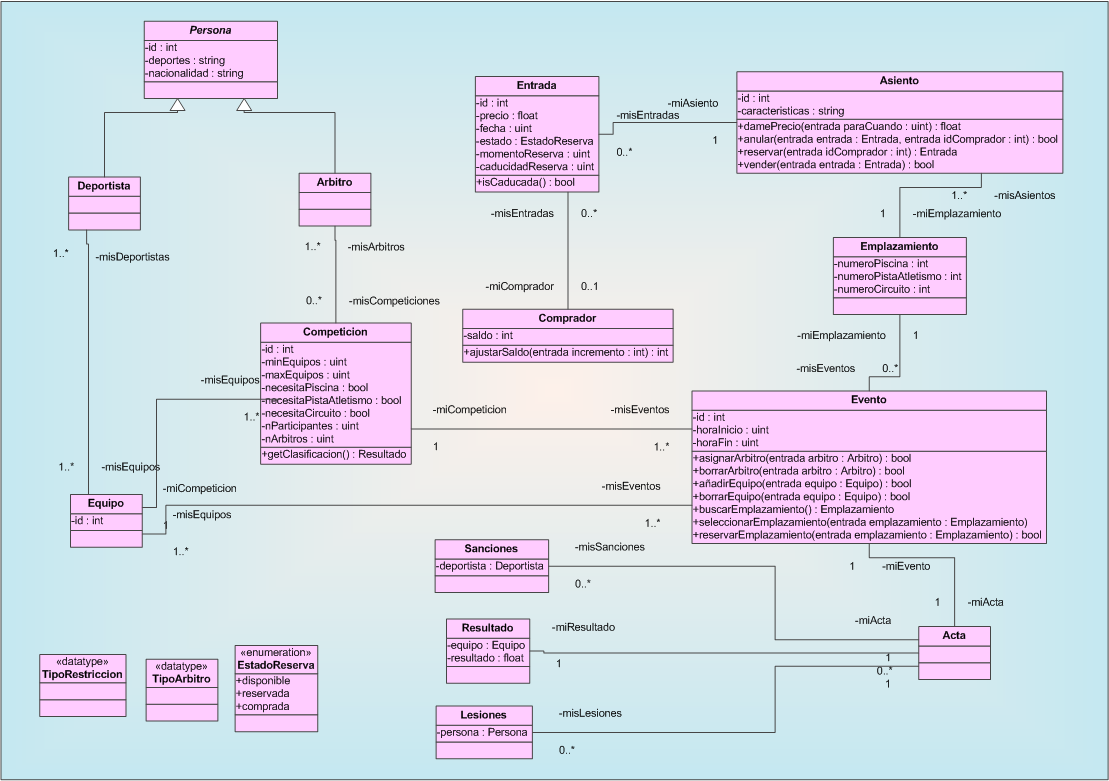 Persona
-id : int
-deportes : string
-nacionalidad : string
Entrada
-id : int
-precio : float
-fecha : uint
-estado : EstadoReserva
-momentoReserva : uint
-caducidadReserva : uint
+isCaducada() : bool
-miAsiento
-misEntradas
0..*
1
Asiento
-id : int
-caracteristicas : string
+damePrecio(entrada paraCuando : uint) : float
+anular(entrada entrada : Entrada, entrada idComprador : int) : bool
+reservar(entrada idComprador : int) : Entrada
+vender(entrada entrada : Entrada) : bool
Deportista
Arbitro
-misEntradas
0..*
1..*
-misAsientos
1
-miEmplazamiento
1..*
-misDeportistas
1..*
-misArbitros
Emplazamiento
-numeroPiscina : int
-numeroPistaAtletismo : int
-numeroCircuito : int
-miComprador
0..1
0..*
-misCompeticiones
Comprador
-saldo : int
+ajustarSaldo(entrada incremento : int) : int
-miEmplazamiento
1
-misEventos
0..*
Competicion
-id : int
-minEquipos : uint
-maxEquipos : uint
-necesitaPiscina : bool
-necesitaPistaAtletismo : bool
-necesitaCircuito : bool
-nParticipantes : uint
-nArbitros : uint
+getClasificacion() : Resultado
-misEquipos
1..*
-miCompeticion
1
-misEventos
1..*
Evento
-id : int
-horaInicio : uint
-horaFin : uint
+asignarArbitro(entrada arbitro : Arbitro) : bool
+borrarArbitro(entrada arbitro : Arbitro) : bool
+añadirEquipo(entrada equipo : Equipo) : bool
+borrarEquipo(entrada equipo : Equipo) : bool
+buscarEmplazamiento() : Emplazamiento
+seleccionarEmplazamiento(entrada emplazamiento : Emplazamiento)
+reservarEmplazamiento(entrada emplazamiento : Emplazamiento) : bool
1..*
-misEquipos
-miCompeticion
Equipo
-id : int
1
-misEquipos
1..*
-misEventos
1..*
Sanciones
-deportista : Deportista
-misSanciones
0..*
1
-miEvento
1
-miActa
-miActa
Resultado
-equipo : Equipo
-resultado : float
-miResultado
1
Acta
1
0..*
1
Lesiones
-persona : Persona
-misLesiones
0..*
«datatype»
TipoRestriccion
«datatype»
TipoArbitro
«enumeration»
EstadoReserva
+disponible
+reservada
+comprada